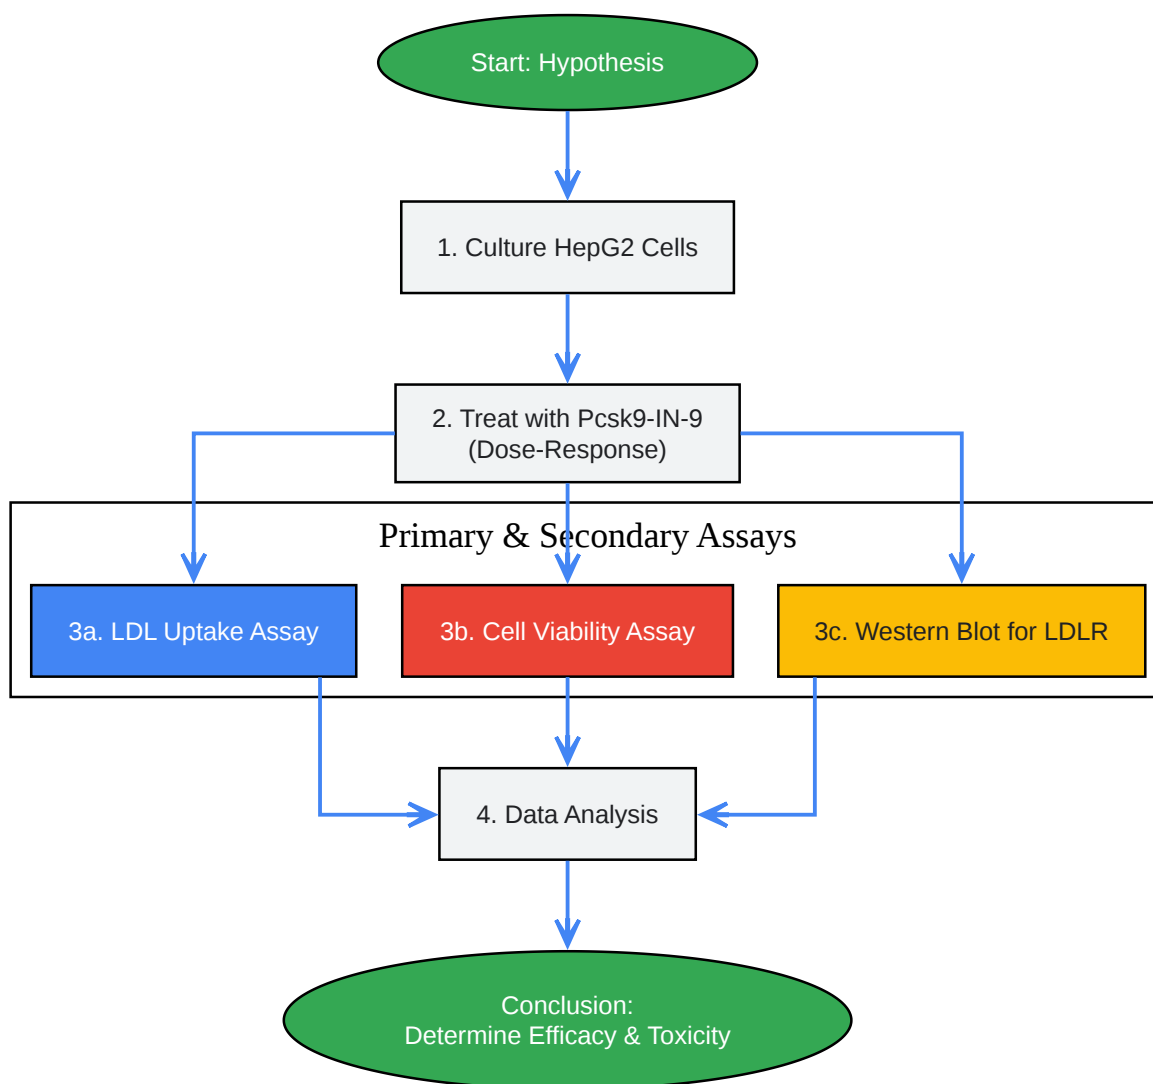 Start: Hypothesis
1. Culture HepG2 Cells
2. Treat with Pcsk9-IN-9
(Dose-Response)
Primary & Secondary Assays
3a. LDL Uptake Assay
3b. Cell Viability Assay
3c. Western Blot for LDLR
4. Data Analysis
Conclusion:
Determine Efficacy & Toxicity